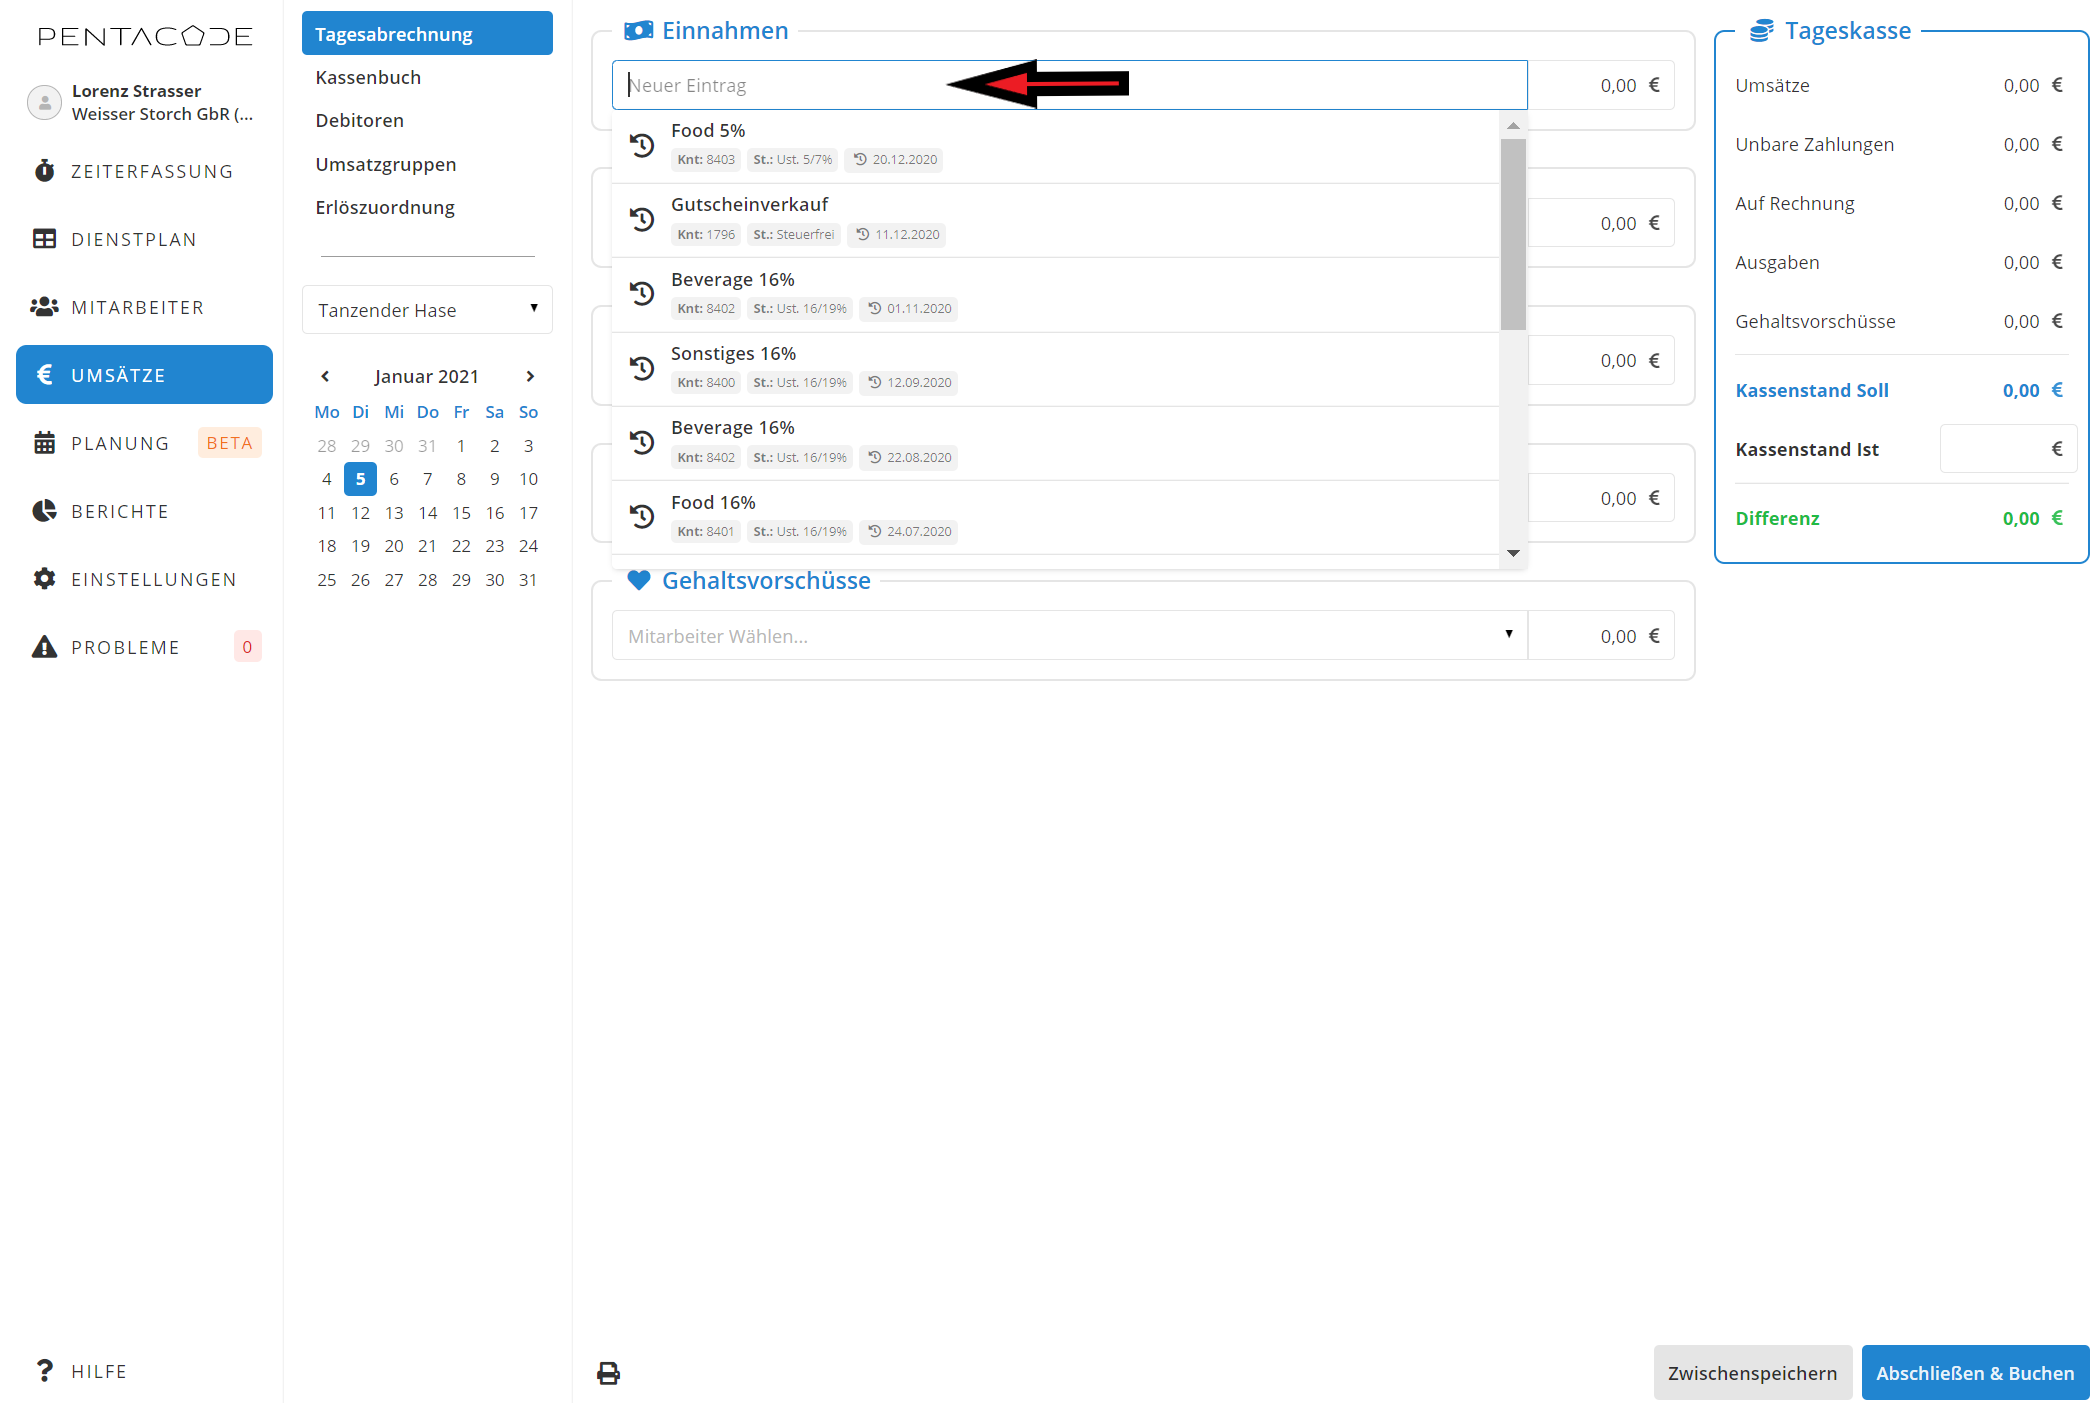 PENTACODE
Lorenz Strasser
Weisser Storch GbR (...
ZEITERFASSUNG
DIENSTPLAN
MITARBEITER
€ UMSÄTZE
PLANUNG BETA
BERICHTE
EINSTELLUNGEN
PROBLEME 0
? HILFE
Tagesabrechnung
Kassenbuch
Debitoren
Umsatzgruppen
Erlöszuordnung
Tanzender Hase
Januar 2021
Mo Di Mi Do Fr Sa So
28 29 30 31 1 2 3
4 5 6 7 8 9 10
11 12 13 14 15 16 17
18 19 20 21 22 23 24
25 26 27 28 29 30 31
Einnahmen
Neuer Eintrag 0,00 €
Food 5%
Knt: 8403 St.: Ust. 5/7% 20.12.2020
Gutscheinverkauf
Knt: 1796 St.: Steuerfrei 11.12.2020
0,00 €
Beverage 16%
Knt: 8402 St.: Ust. 16/19% 01.11.2020
Sonstiges 16%
Knt: 8400 St.: Ust. 16/19% 12.09.2020
0,00 €
Beverage 16%
Knt: 8402 St.: Ust. 16/19% 22.08.2020
Food 16%
Knt: 8401 St.: Ust. 16/19% 24.07.2020
0,00 €
Gehaltsvorschüsse
Mitarbeiter Wählen... 0,00 €
Tageskasse
Umsätze 0,00 €
Unbare Zahlungen 0,00 €
Auf Rechnung 0,00 €
Ausgaben 0,00 €
Gehaltsvorschüsse 0,00 €
Kassenstand Soll 0,00 €
Kassenstand Ist €
Differenz 0,00 €
Zwischenspeichern
Abschließen & Buchen